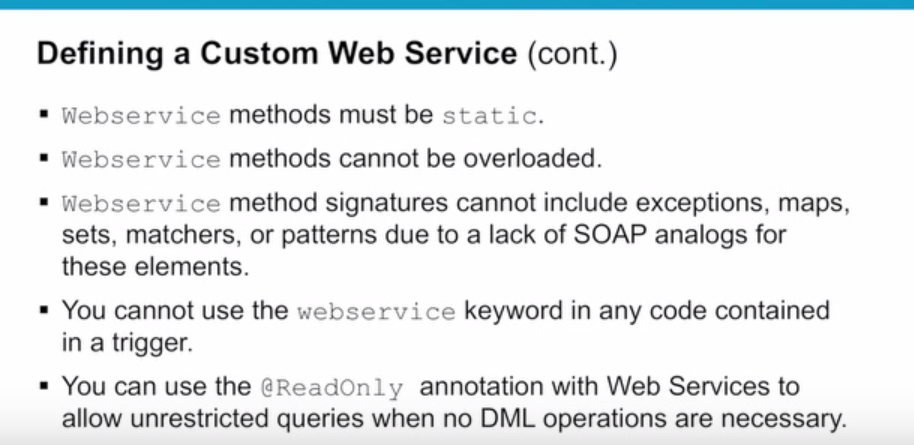 Defining a Custom Web Service (cont.)
▪ Webservice methods must be static.
▪ Webservice methods cannot be overloaded.
▪ Webservice method signatures cannot include exceptions, maps,
sets, matchers, or patterns due to a lack of SOAP analogs for
these elements.
▪ You cannot use the webservice keyword in any code contained
in a trigger.
▪ You can use the @ReadOnly annotation with Web Services to
allow unrestricted queries when no DML operations are necessary.